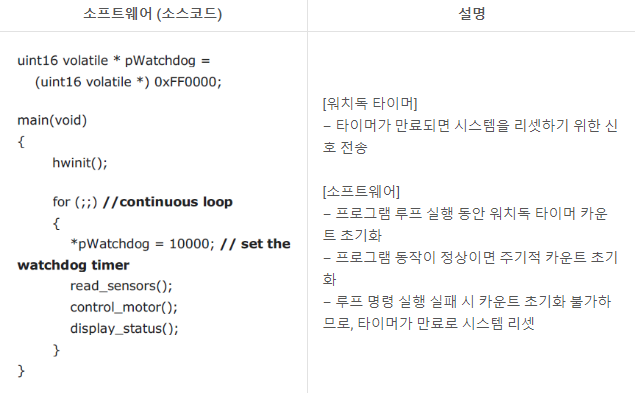 소프트웨어 (소스코드)
설명
uint16 volatile * pWatchdog =
(uint16 volatile *) 0xFF0000;
main(void)
{
hwinit();
for (;;) //continuous loop
{
*pWatchdog = 10000; // set the
watchdog timer
read_sensors();
control_motor();
display_status();
}
}
[워치독 타이머]
– 타이머가 만료되면 시스템을 리셋하기 위한 신
호 전송
[소프트웨어]
– 프로그램 루프 실행 동안 워치독 타이머 카운
트 초기화
– 프로그램 동작이 정상이면 주기적 카운트 초기
화
– 루프 명령 실행 실패 시 카운트 초기화 불가하
므로, 타이머가 만료로 시스템 리셋